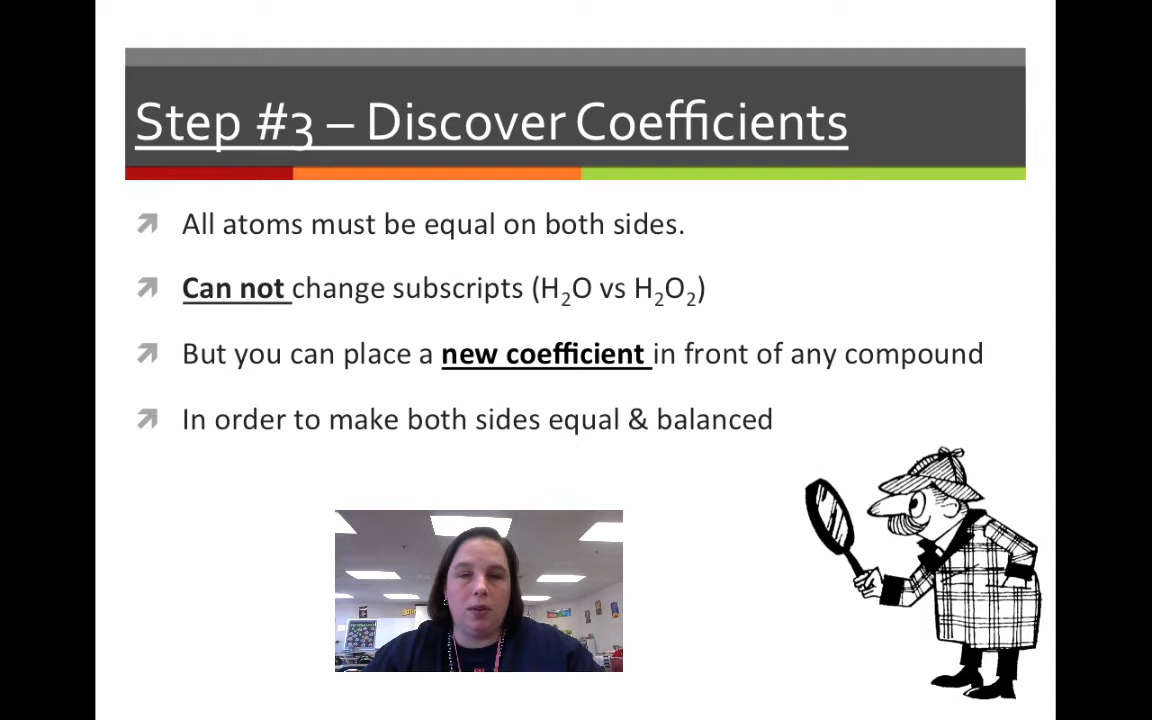 Step #3 – Discover Coefficients
All atoms must be equal on both sides.
Can not change subscripts (H₂O vs H₂O₂)
But you can place a new coefficient in front of any compound
In order to make both sides equal & balanced